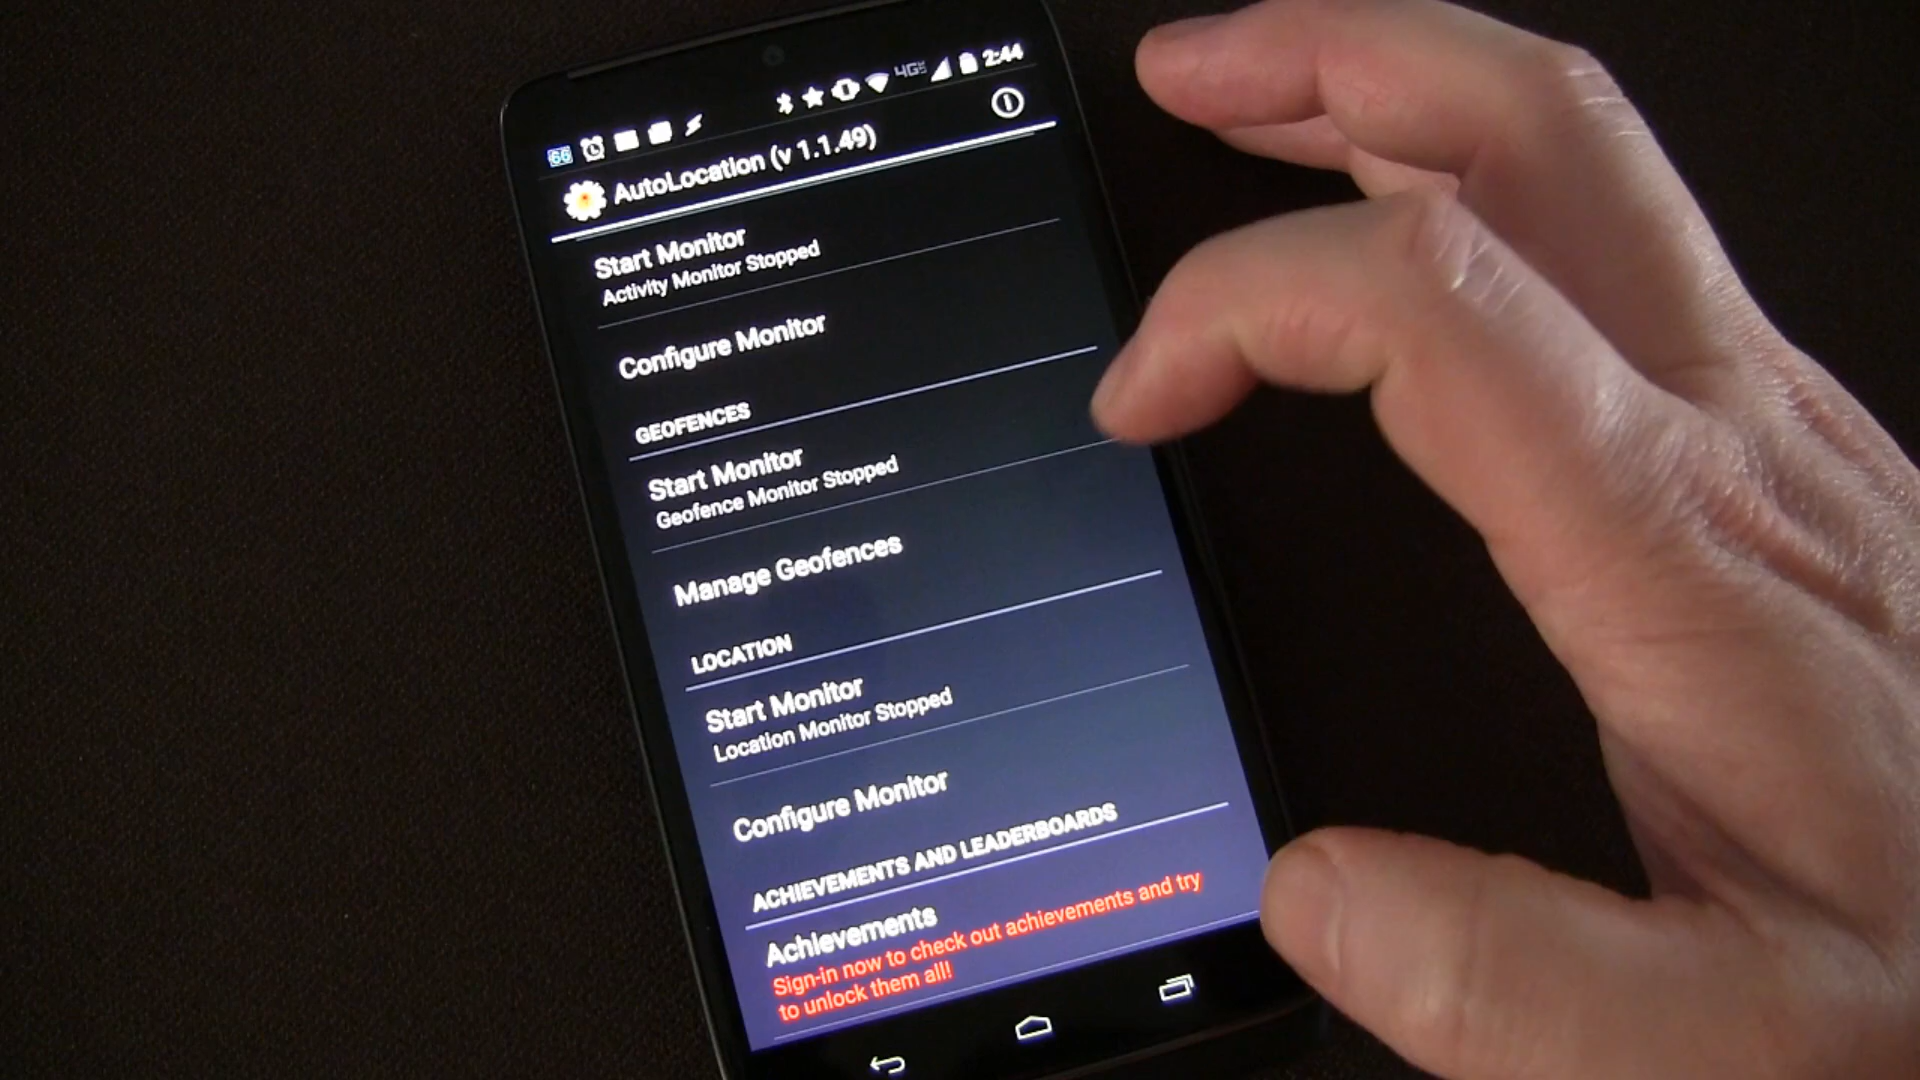 66 4G 2:44
AutoLocation (v 1.1.49)
Start Monitor
Activity Monitor Stopped
Configure Monitor
GEOFENCES
Start Monitor
Geofence Monitor Stopped
Manage Geofences
LOCATION
Start Monitor
Location Monitor Stopped
Configure Monitor
ACHIEVEMENTS AND LEADERBOARDS
Achievements
Sign-in now to check out achievements and try
to unlock them all!